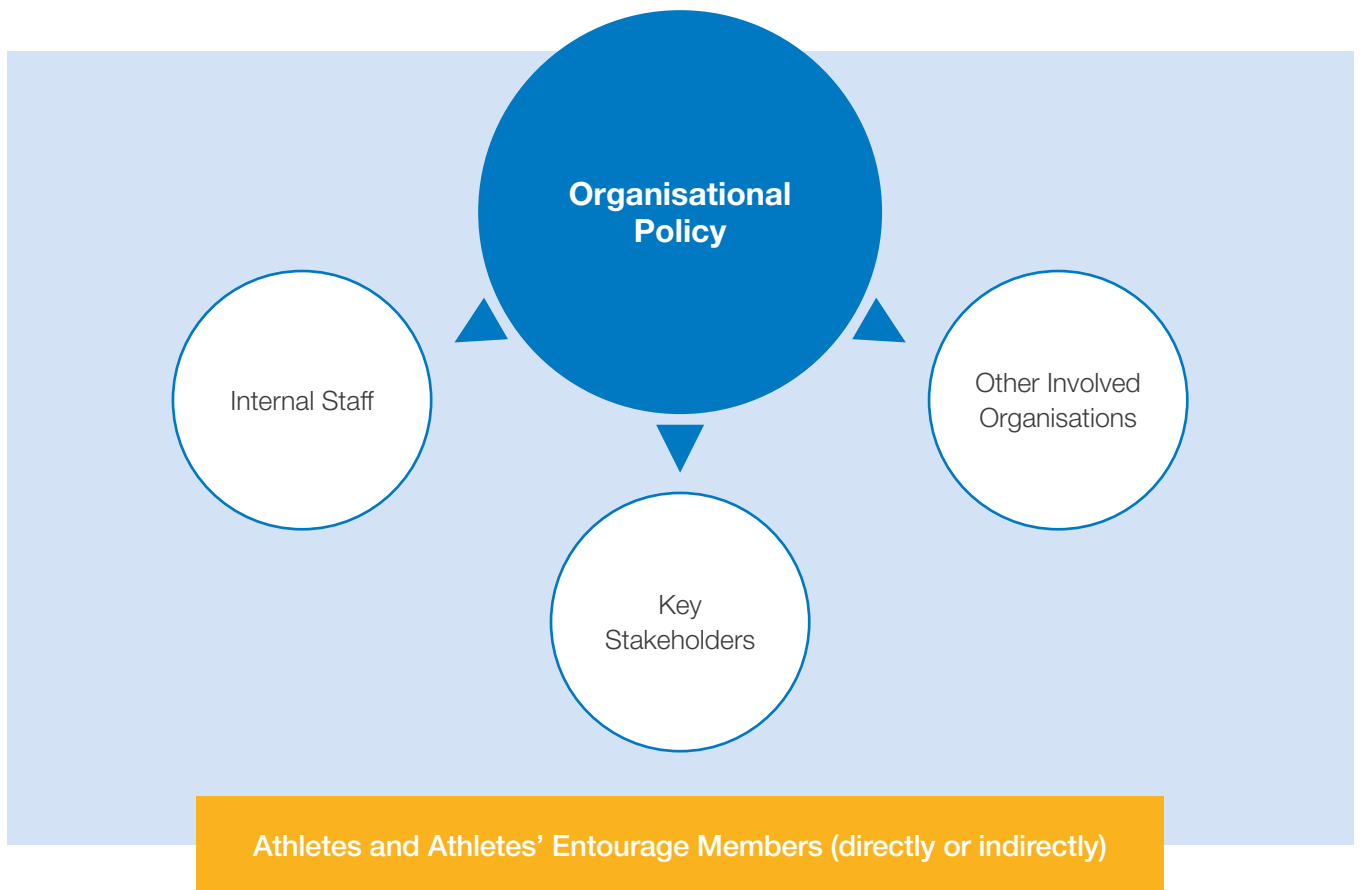 Organisational
Policy
Internal Staff
Other Involved
Organisations
Key
Stakeholders
Athletes and Athletes’ Entourage Members (directly or indirectly)